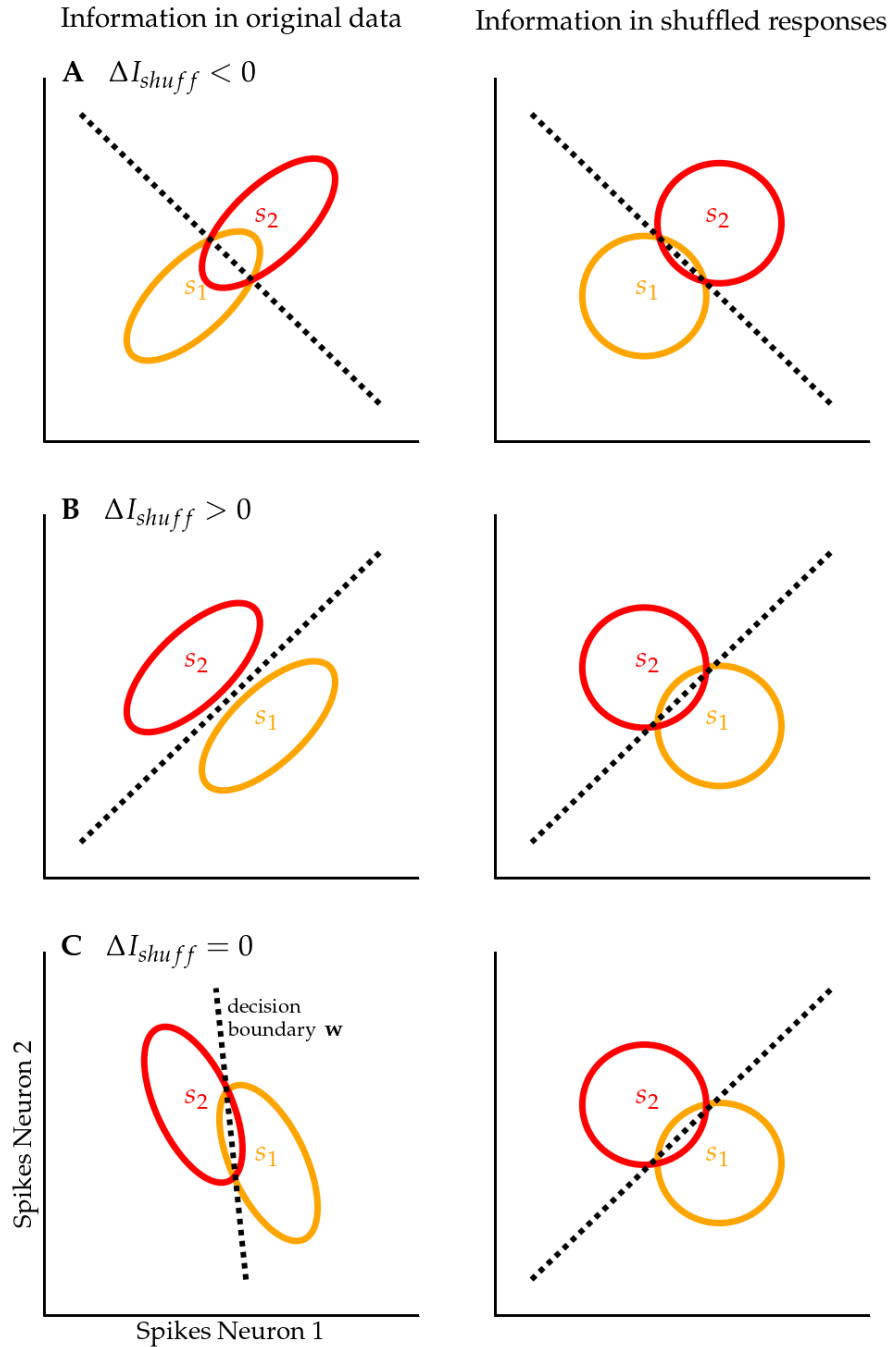 Information in original data
Information in shuffled responses
A ΔI_shuff < 0
s₂
s₁
s₂
s₁
B ΔI_shuff > 0
s₂
s₁
s₂
s₁
C ΔI_shuff = 0
decision
boundary w
s₂
s₁
s₂
s₁
Spikes Neuron 2
Spikes Neuron 1